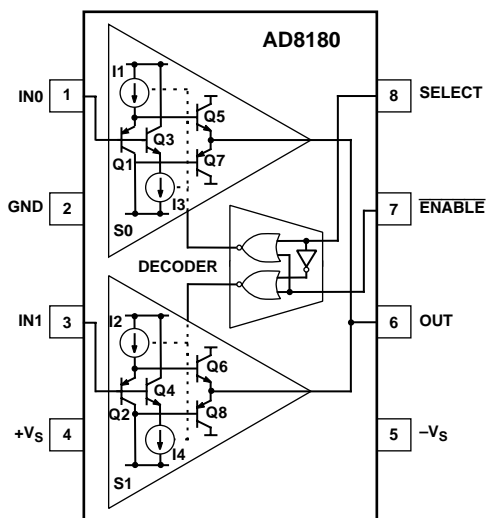 AD8180
IN0
1
I1
Q5
Q3
Q1
Q7
I3
S0
8
SELECT
GND
2
7
ENABLE
DECODER
IN1
3
I2
Q6
Q4
Q2
Q8
I4
S1
6
OUT
+VS
4
5
–VS